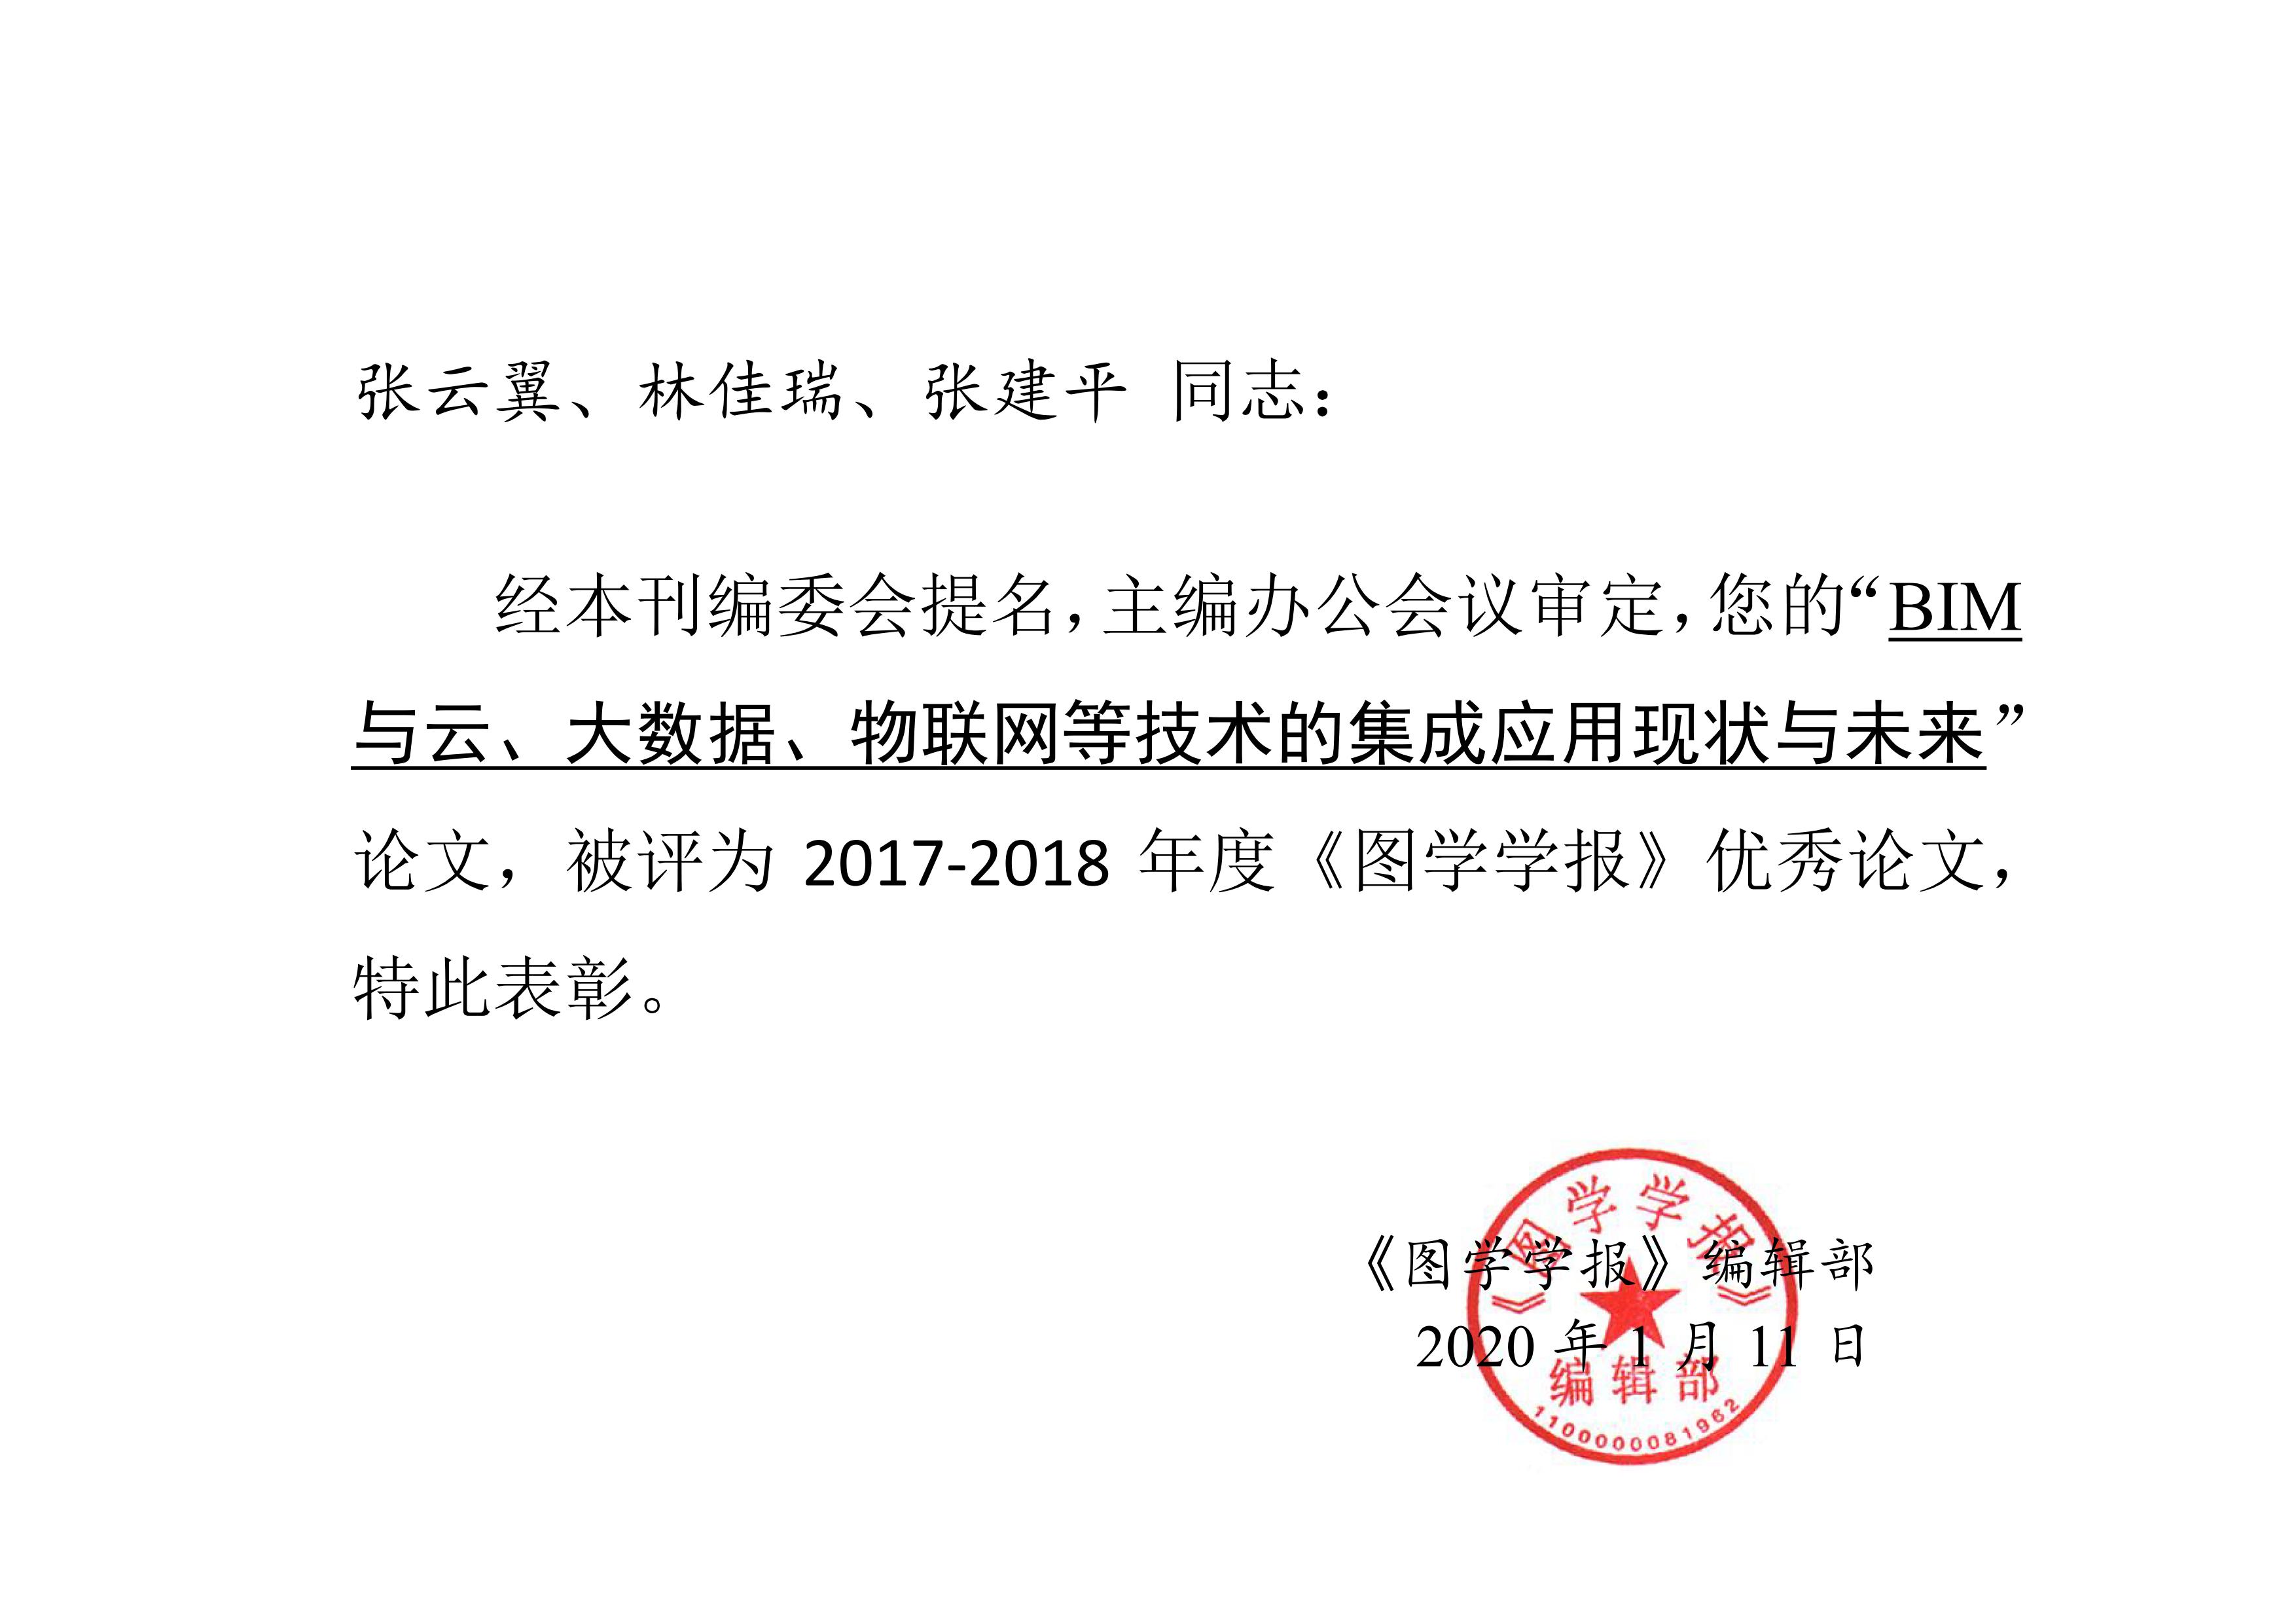 张云翼、林佳瑞、张建平 同志：
经本刊编委会提名，主编办公会议审定，您的“BIM
与云、大数据、物联网等技术的集成应用现状与未来”
论文，被评为 2017-2018 年度《图学学报》优秀论文，
特此表彰。
《图学学报》编辑部
2020 年 1 月 11 日
《图学学报》
编辑部
1100000081962